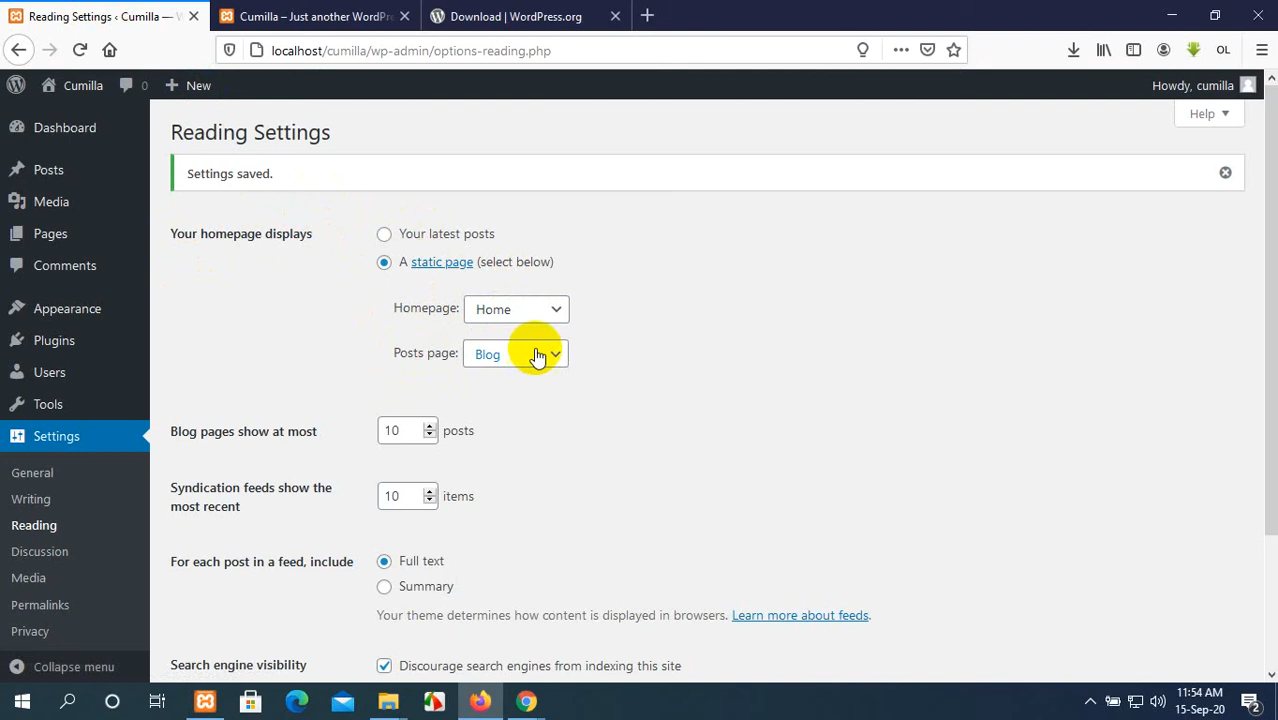 Reading Settings ‹ Cumilla — W
Cumilla – Just another WordPre
Download | WordPress.org
localhost/cumilla/wp-admin/options-reading.php
OL
Cumilla
0
New
Howdy, cumilla
Help
Dashboard
Posts
Media
Pages
Comments
Appearance
Plugins
Users
Tools
Settings
General
Writing
Reading
Discussion
Media
Permalinks
Privacy
Collapse menu
Reading Settings
Settings saved.
Your homepage displays
Your latest posts
A static page (select below)
Homepage: Home
Posts page: Blog
Blog pages show at most
10 posts
Syndication feeds show the
most recent
10 items
For each post in a feed, include
Full text
Summary
Your theme determines how content is displayed in browsers. Learn more about feeds.
Search engine visibility
Discourage search engines from indexing this site
11:54 AM
15-Sep-20
2